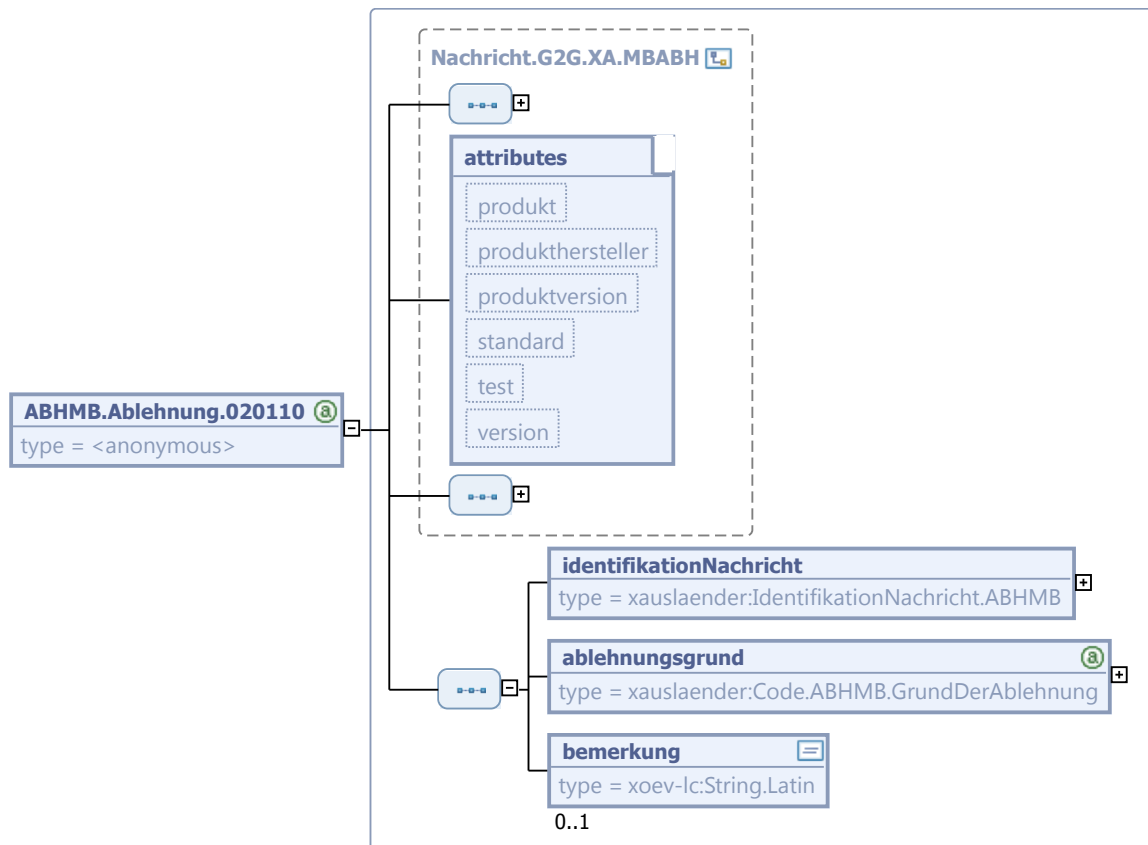 Nachricht.G2G.XA.MBABH
attributes
produkt
produkthersteller
produktversion
standard
test
version
ABHMB.Ablehnung.020110
type = <anonymous>
identifikationNachricht
type = xauslaender:IdentifikationNachricht.ABHMB
ablehnungsgrund
type = xauslaender:Code.ABHMB.GrundDerAblehnung
bemerkung
type = xoev-lc:String.Latin
0..1